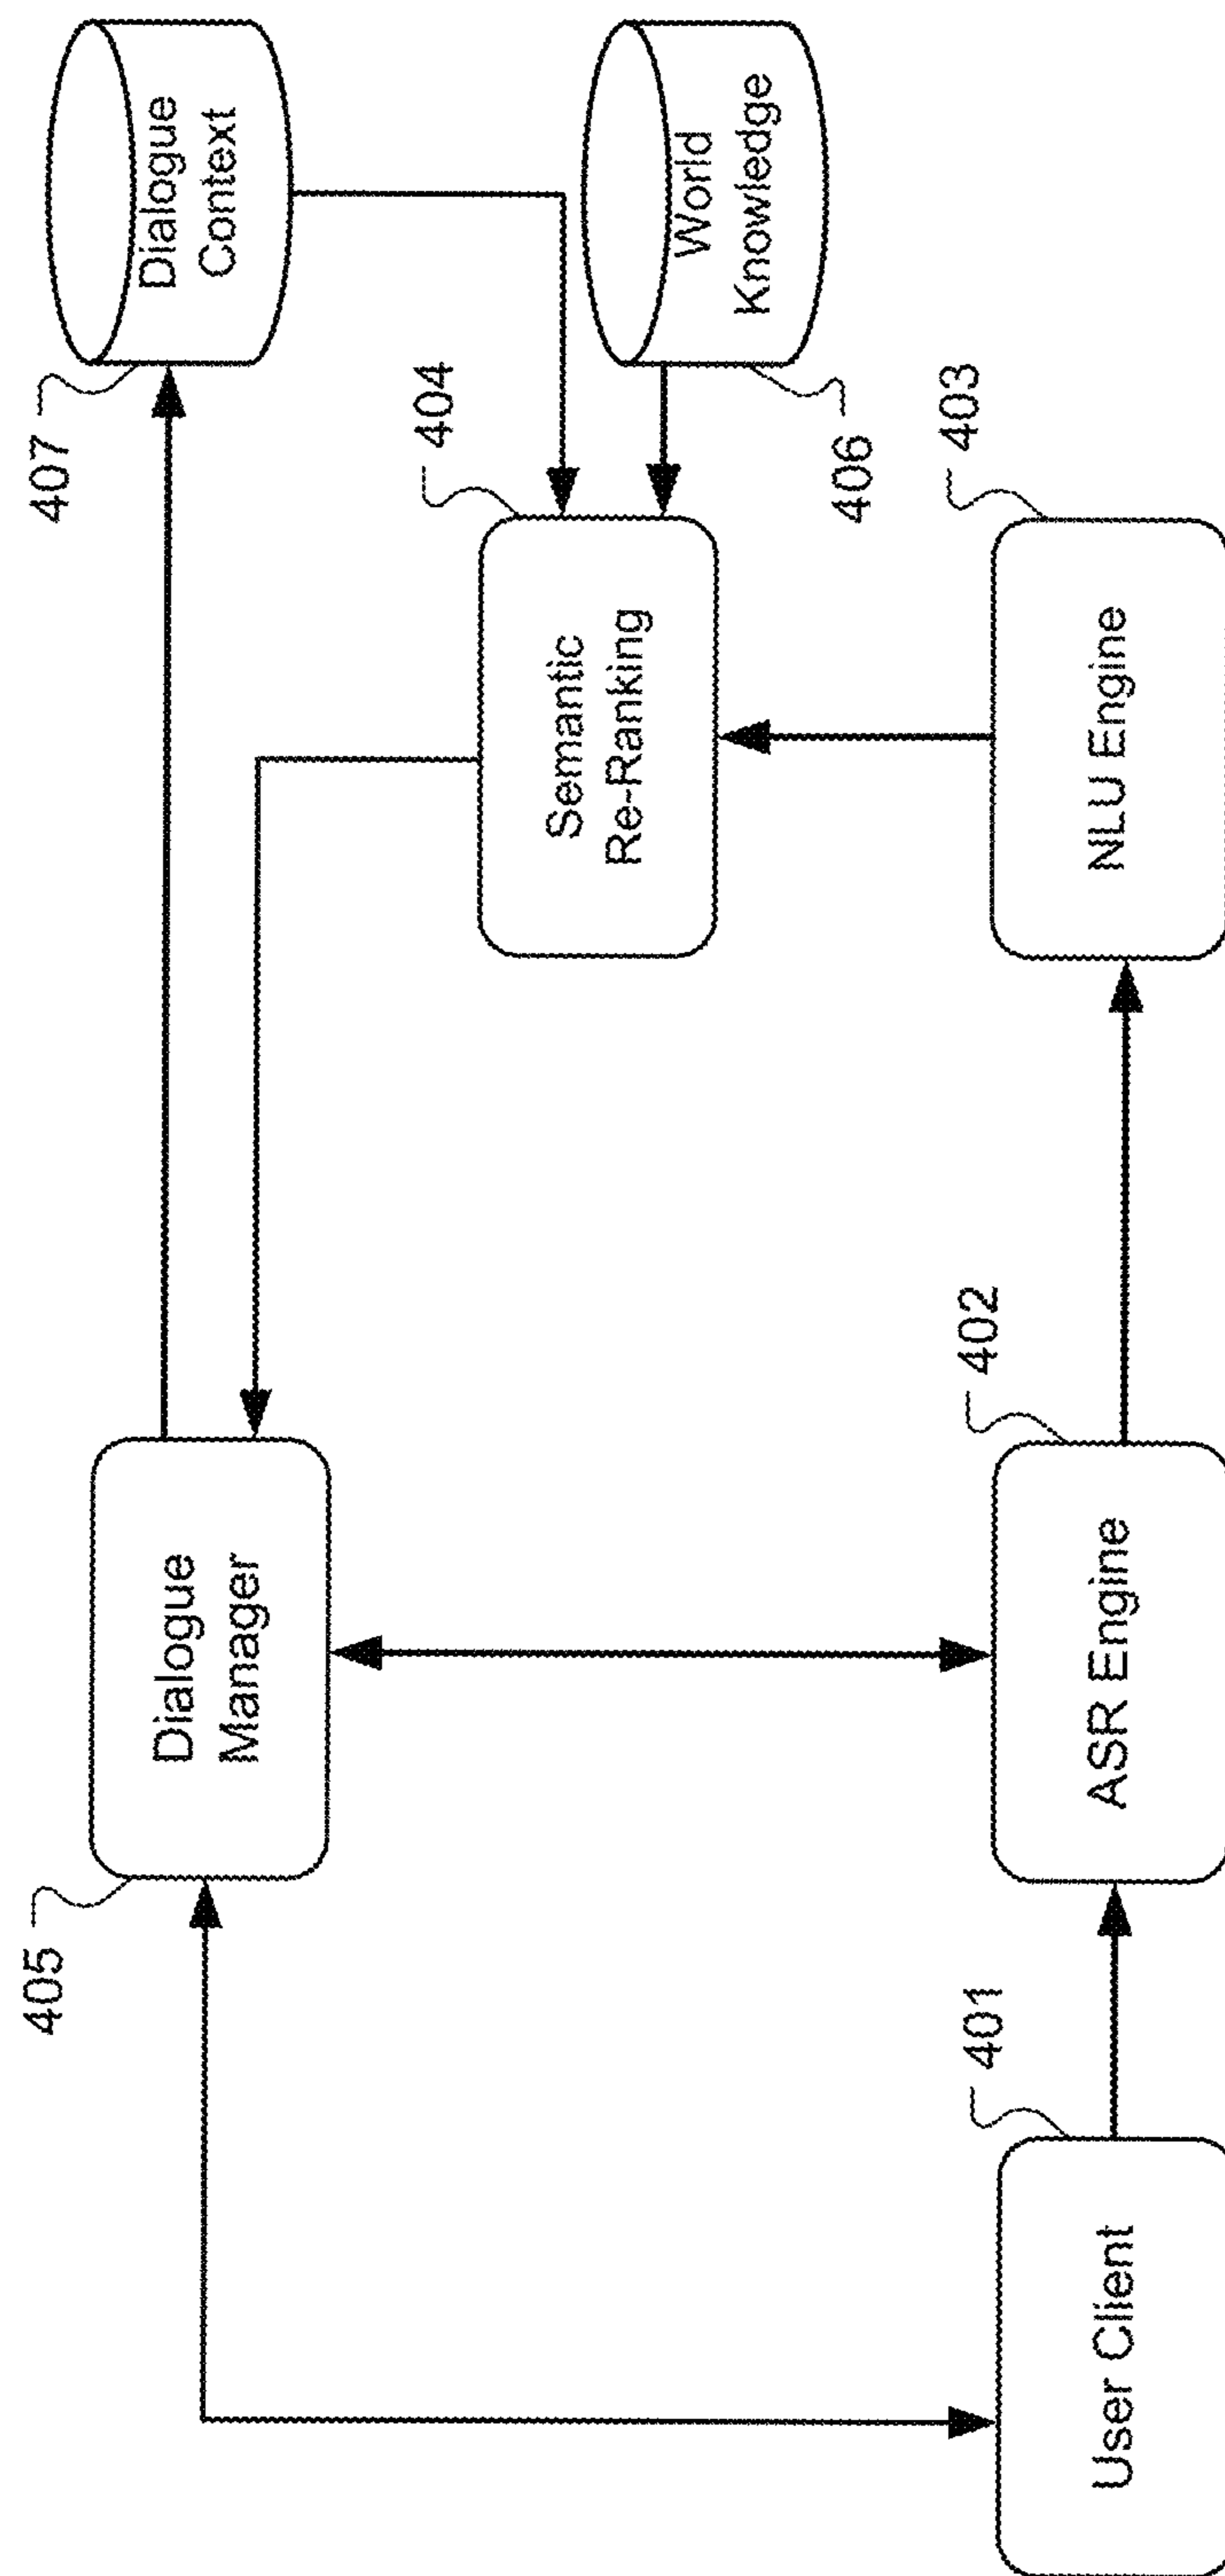 407
Dialogue
Context
405
Dialogue
Manager
404
Semantic
Re-Ranking
World
Knowledge
406
401
User Client
402
ASR Engine
403
NLU Engine